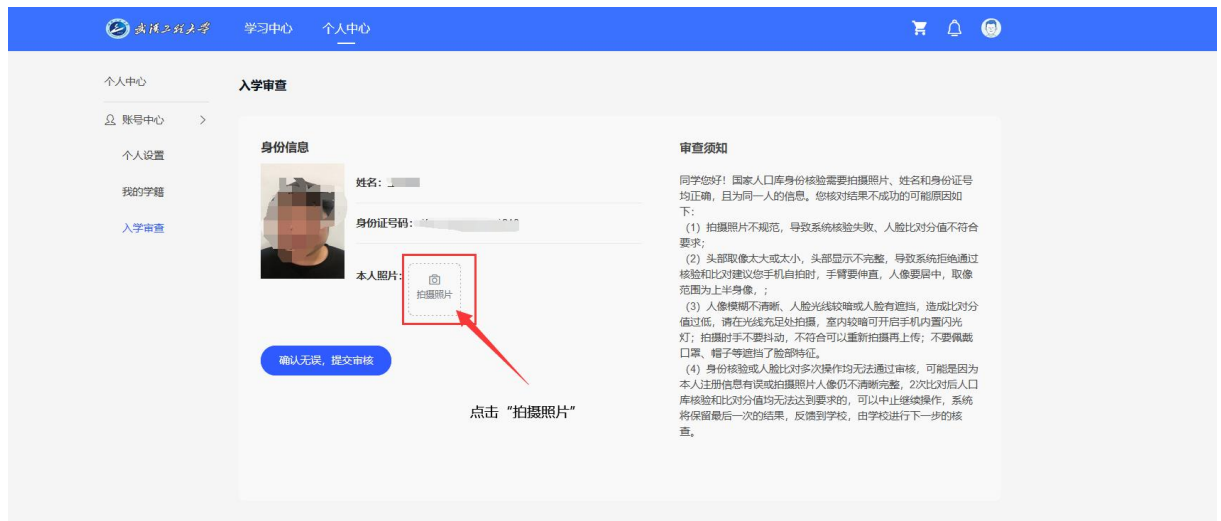 武汉工程大学
学习中心
个人中心
个人中心
账号中心
个人设置
我的学籍
入学审查
入学审查
身份信息
姓名：
身份证号码：
本人照片：
拍摄照片
确认无误，提交审核
点击“拍摄照片”
审查须知
同学您好！国家人口库身份核验需要拍摄照片、姓名和身份证号
均正确，且为同一人的信息。您核对结果不成功的可能原因如
下：
(1) 拍摄照片不规范，导致系统核验失败、人脸比对分值不符合
要求;
(2) 头部取像太大或太小，头部显示不完整，导致系统拒绝通过
核验和比对建议您手机自拍时，手臂要伸直，人像要居中，取像
范围为上半身像，;
(3) 人像模糊不清晰、人脸光线较暗或人脸有遮挡，造成比对分
值过低，请在光线充足处拍摄，室内较暗可开启手机内置闪光
灯；拍摄时手不要抖动，不符合可以重新拍摄再上传；不要佩戴
口罩、帽子等遮挡了脸部特征。
(4) 身份核验或人脸比对多次操作均无法通过审核，可能是因为
本人注册信息有误或拍摄照片人像仍不清晰完整，2次比对后人口
库核验和比对分值均无法达到要求的，可以中止继续操作，系统
将保留最后一次的结果，反馈到学校，由学校进行下一步的核
查。